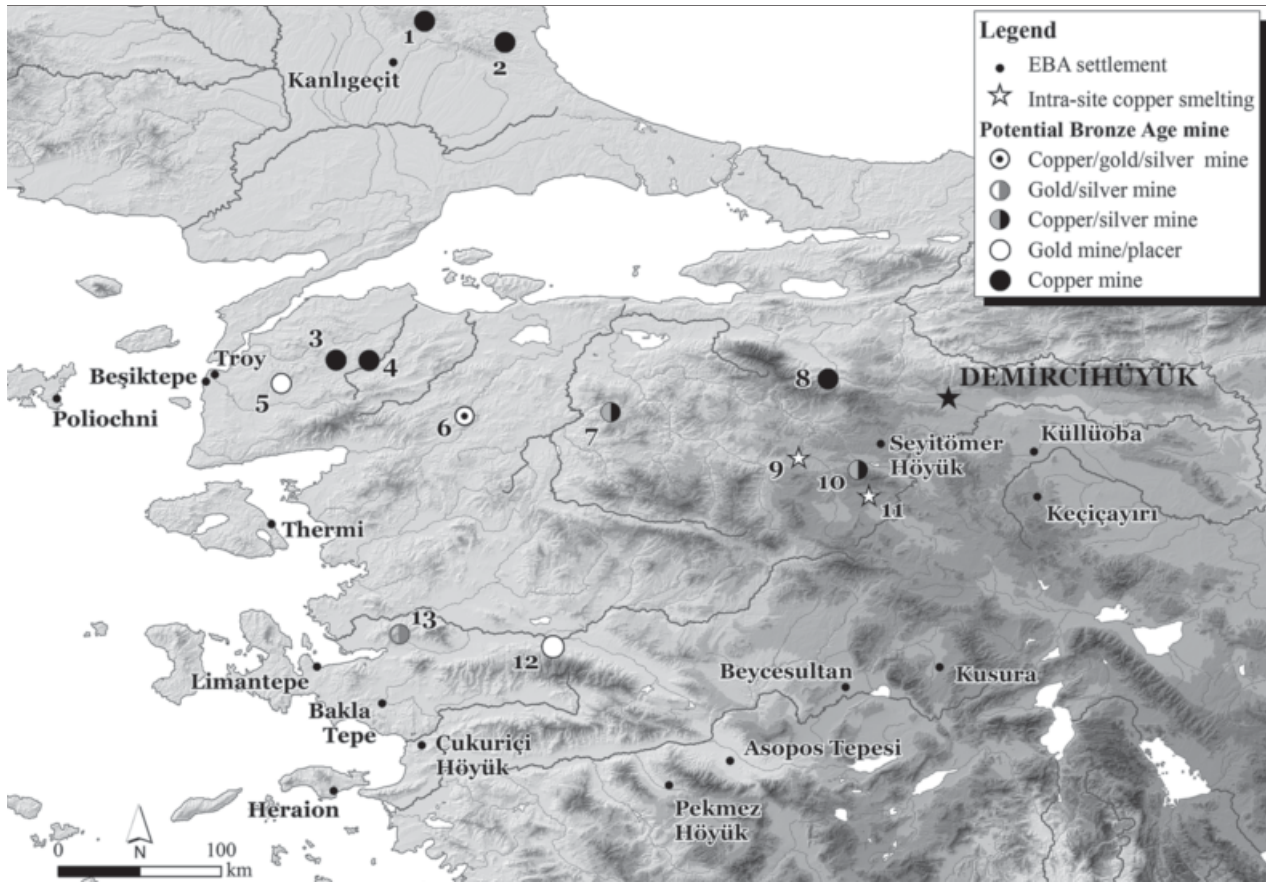 Legend
EBA settlement
Intra-site copper smelting
Potential Bronze Age mine
Copper/gold/silver mine
Gold/silver mine
Copper/silver mine
Gold mine/placer
Copper mine
1
2
Kanlıgeçit
3
4
Troy
Beşiktepe
5
Poliochni
6
7
8
DEMİRCİHÜYÜK
Seyitömer
Höyük
Küllüoba
9
10
11
Keçiçayırı
Thermi
13
12
Limantepe
Beycesultan
Kusura
Bakla
Tepe
Çukuriçi
Höyük
Asopos Tepesi
Heraion
Pekmez
Höyük
N
0
100
km